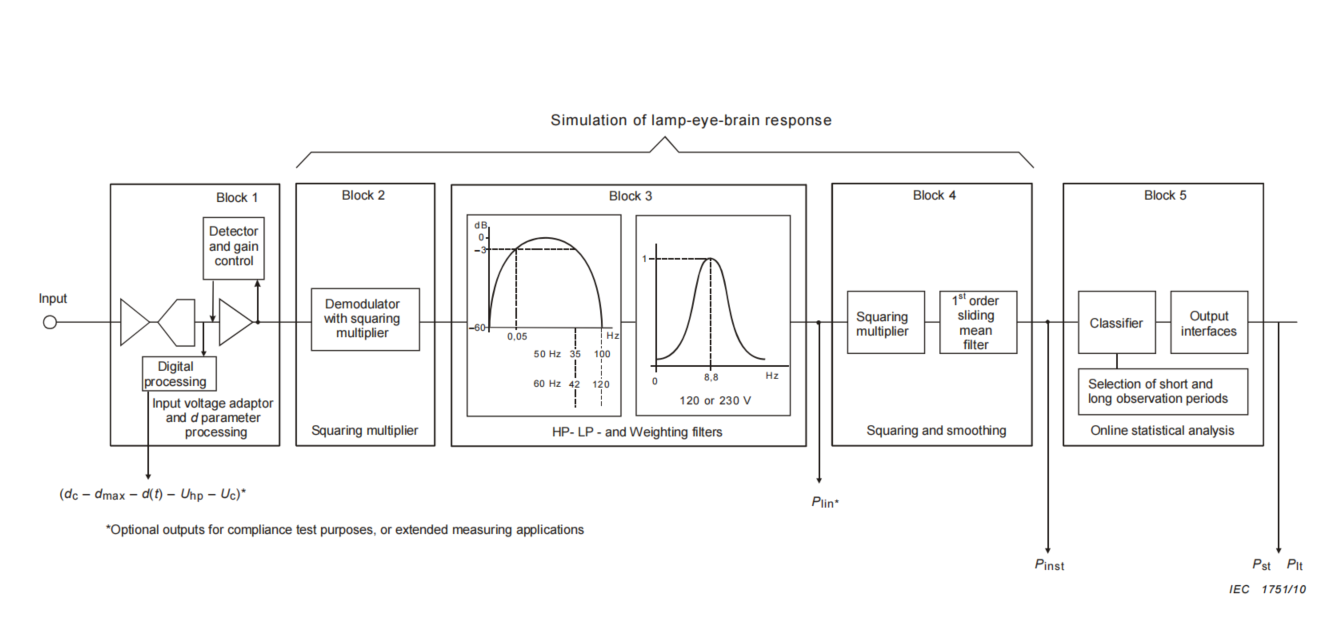 Simulation of lamp-eye-brain response
Block 1
Detector
and gain
control
Input
Digital
processing
Input voltage adaptor
and d parameter
processing
(dc – dmax – d(t) – Uhp – Uc)*
Block 2
Demodulator
with squaring
multiplier
Squaring multiplier
Block 3
dB
0
–3
–60
0,05
Hz
50 Hz 35 100
60 Hz 42 120
1
0
8,8
Hz
120 or 230 V
HP- LP - and Weighting filters
Plin*
Block 4
Squaring
multiplier
1st order
sliding
mean
filter
Squaring and smoothing
Pinst
Block 5
Classifier
Output
interfaces
Selection of short and
long observation periods
Online statistical analysis
Pst Plt
*Optional outputs for compliance test purposes, or extended measuring applications
IEC 1751/10